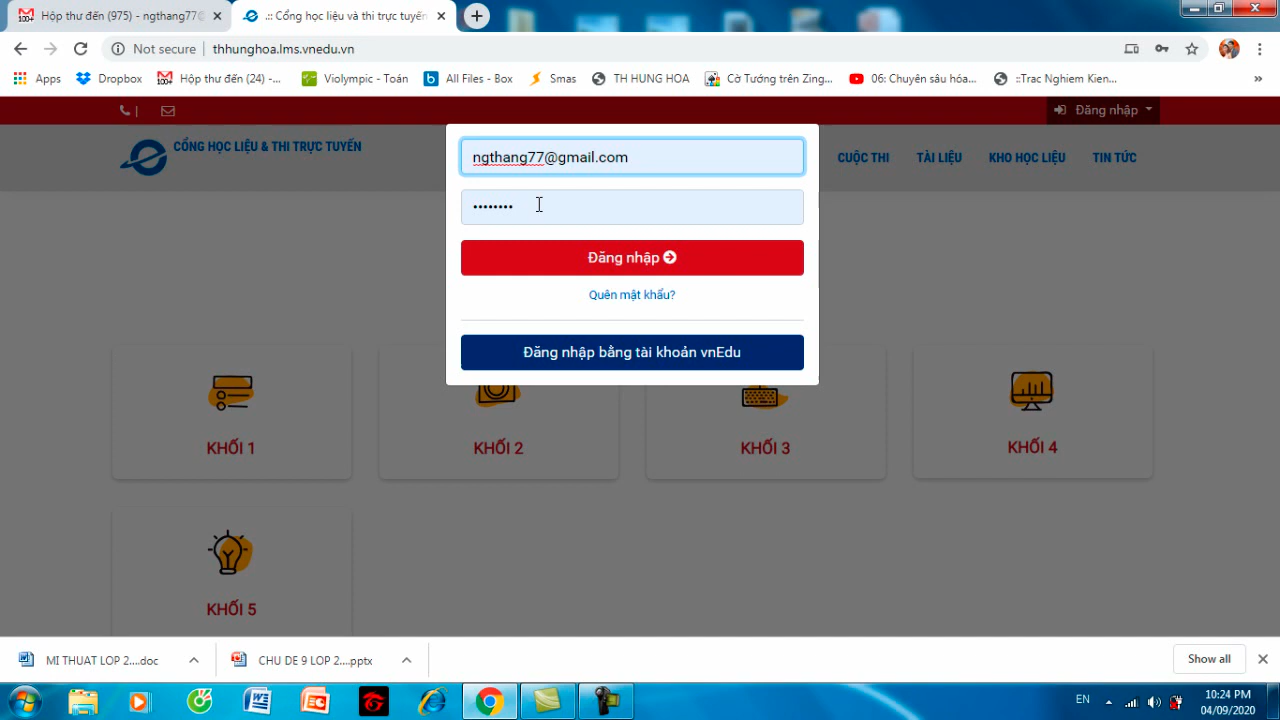 Hộp thư đến (975) - ngthang77@
.:: Cổng học liệu và thi trực tuyến
Not secure
thhunghoa.lms.vnedu.vn
Apps
Dropbox
Hộp thư đến (24) -...
Violympic - Toán
All Files - Box
Smas
TH HUNG HOA
Cờ Tướng trên Zing...
06: Chuyên sâu hóa...
::Trac Nghiem Kien...
»
Đăng nhập
CỔNG HỌC LIỆU & THI TRỰC TUYẾN
CUỘC THI
TÀI LIỆU
KHO HỌC LIỆU
TIN TỨC
ngthang77@gmail.com
••••••••
Đăng nhập
Quên mật khẩu?
Đăng nhập bằng tài khoản vnEdu
KHỐI 1
KHỐI 2
KHỐI 3
KHỐI 4
KHỐI 5
MI THUAT LOP 2....doc
CHU DE 9 LOP 2....pptx
Show all
EN
10:24 PM
04/09/2020